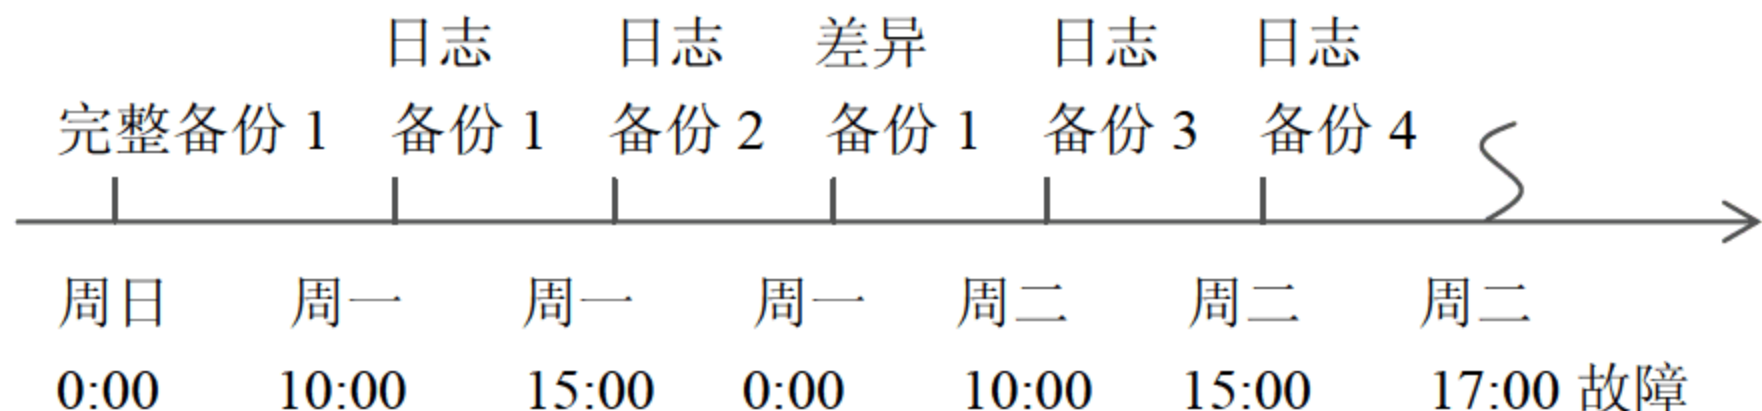 日志 日志 差异 日志 日志
完整备份 1 备份 1 备份 2 备份 1 备份 3 备份 4
周日 周一 周一 周一 周二 周二 周二
0:00 10:00 15:00 0:00 10:00 15:00 17:00 故障